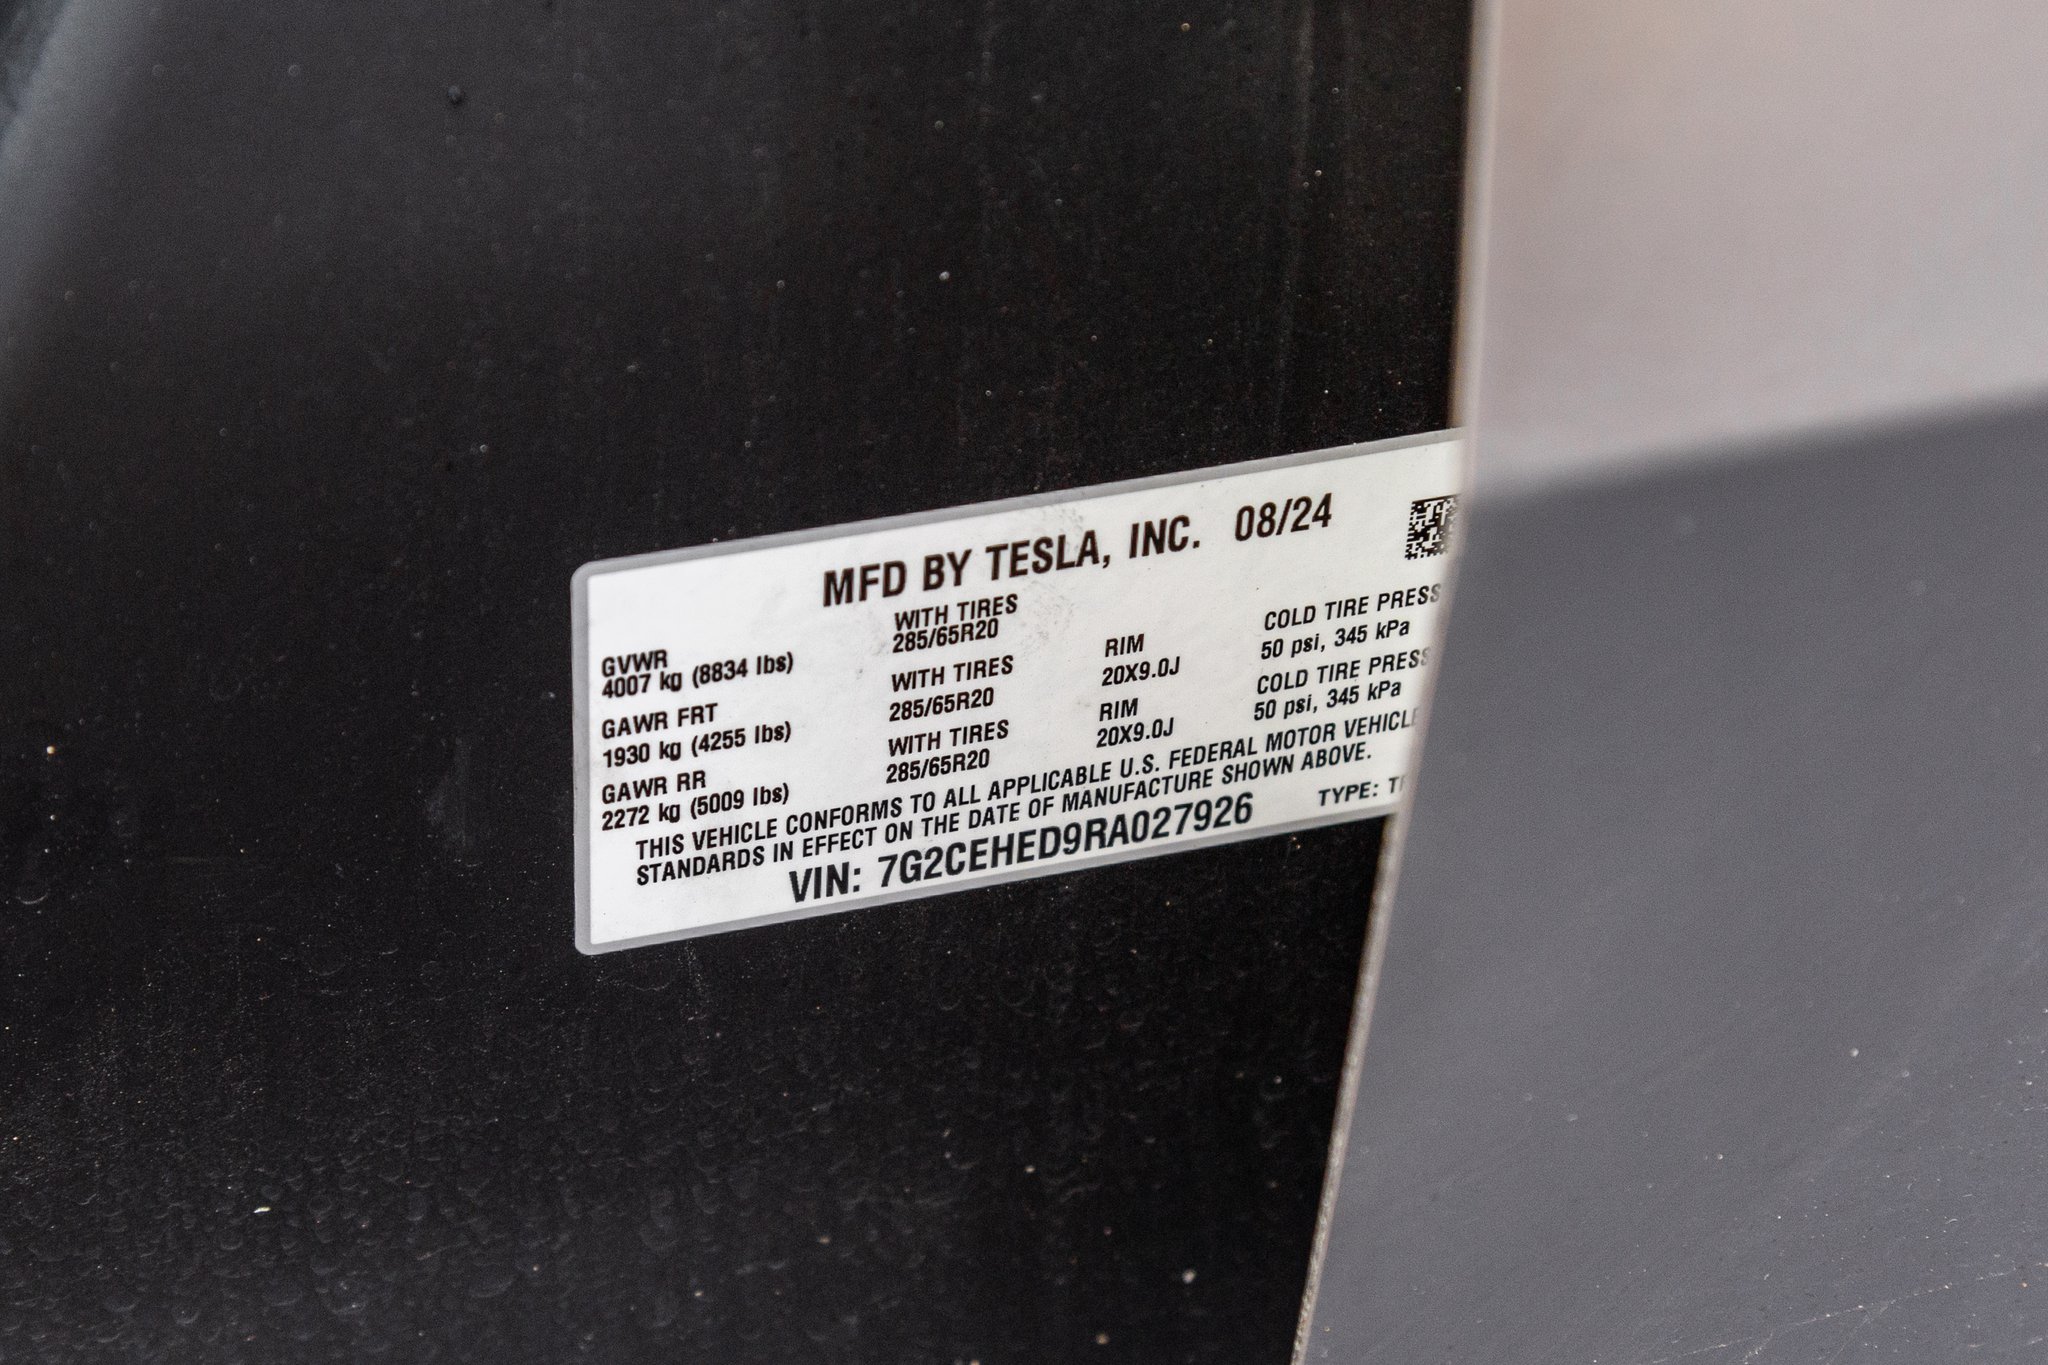 MFD BY TESLA, INC. 08/24
GVWR
4007 kg (8834 lbs)
WITH TIRES
285/65R20
GAWR FRT
1930 kg (4255 lbs)
WITH TIRES
285/65R20
RIM
20X9.0J
COLD TIRE PRESS
50 psi, 345 kPa
GAWR RR
2272 kg (5009 lbs)
WITH TIRES
285/65R20
RIM
20X9.0J
COLD TIRE PRESS
50 psi, 345 kPa
THIS VEHICLE CONFORMS TO ALL APPLICABLE U.S. FEDERAL MOTOR VEHICLE
STANDARDS IN EFFECT ON THE DATE OF MANUFACTURE SHOWN ABOVE.
VIN: 7G2CEHED9RA027926
TYPE: